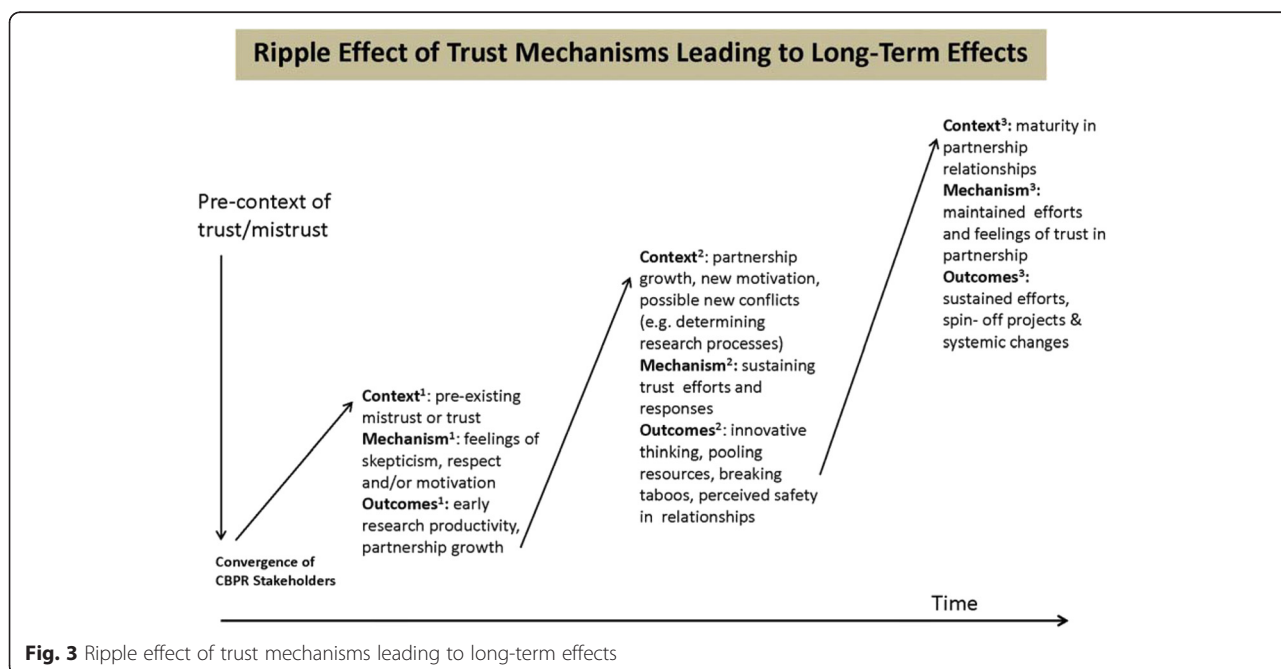 Ripple Effect of Trust Mechanisms Leading to Long-Term Effects
Pre-context of
trust/mistrust
Convergence of
CBPR Stakeholders
Context¹: pre-existing
mistrust or trust
Mechanism¹: feelings of
skepticism, respect
and/or motivation
Outcomes¹: early
research productivity,
partnership growth
Context²: partnership
growth, new motivation,
possible new conflicts
(e.g. determining
research processes)
Mechanism²: sustaining
trust efforts and
responses
Outcomes²: innovative
thinking, pooling
resources, breaking
taboos, perceived safety
in relationships
Context³: maturity in
partnership
relationships
Mechanism³:
maintained efforts
and feelings of trust in
partnership
Outcomes³:
sustained efforts,
spin- off projects &
systemic changes
Time
Fig. 3 Ripple effect of trust mechanisms leading to long-term effects